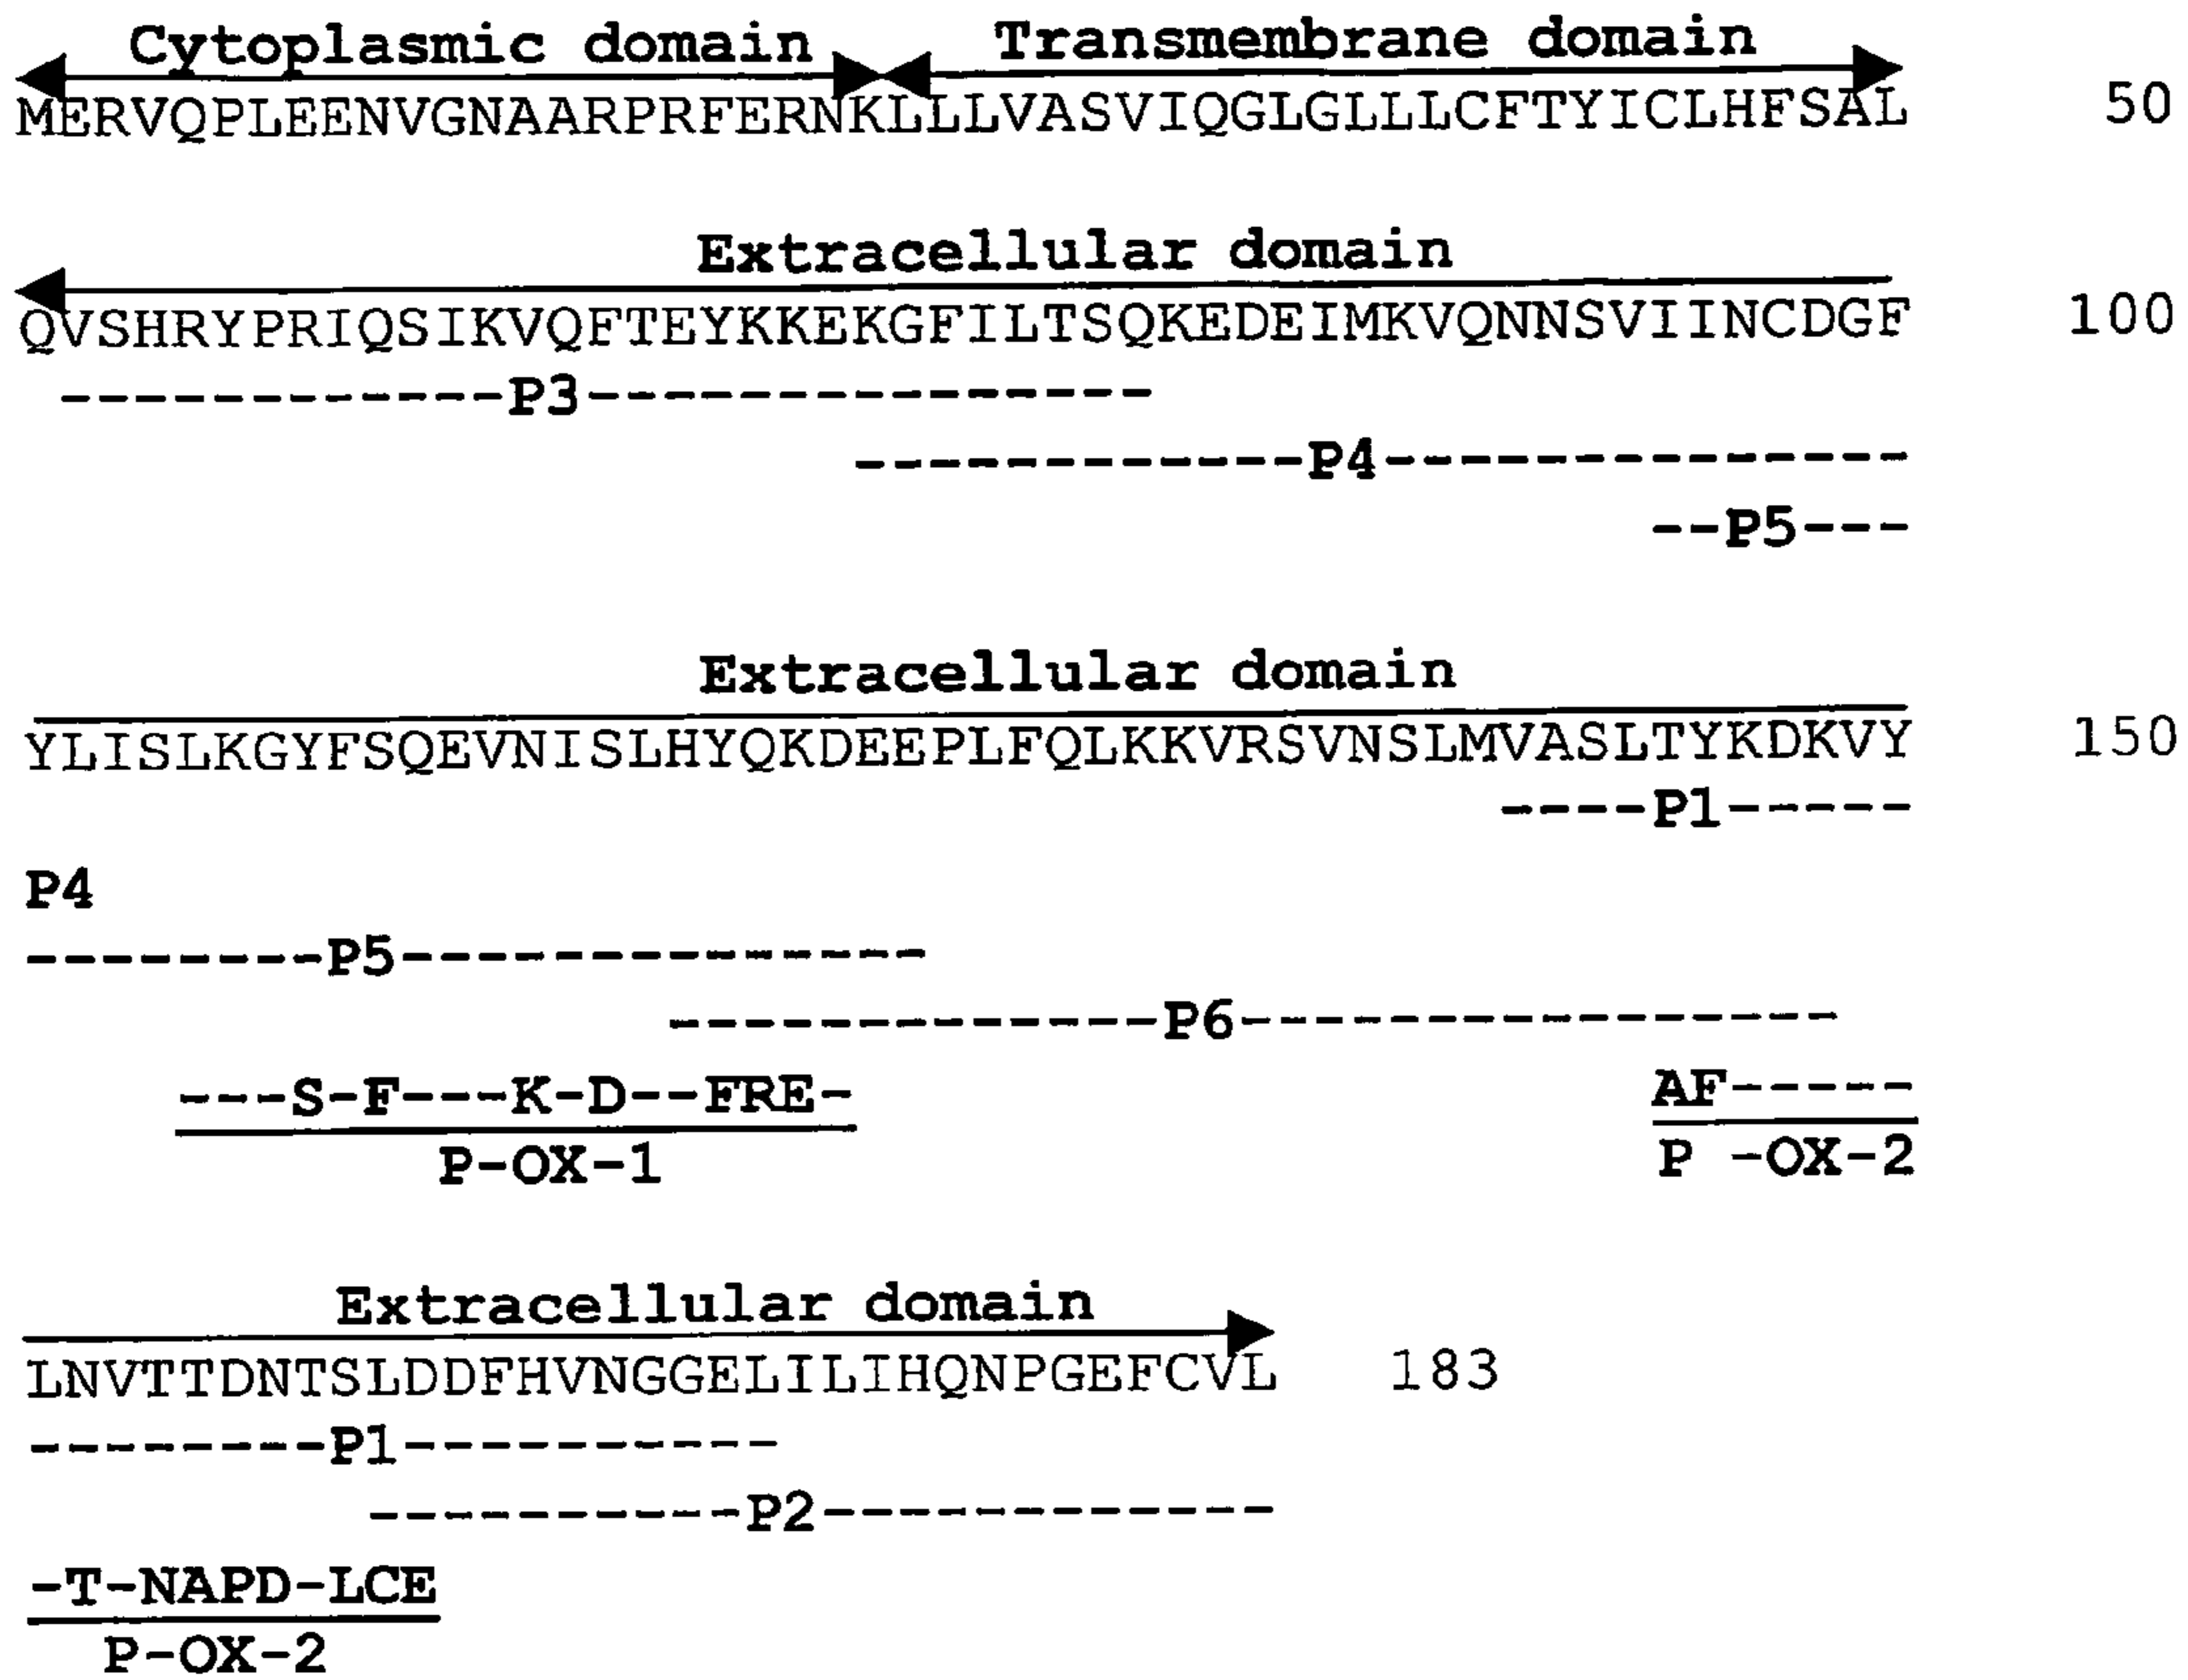 Cytoplasmic domain Transmembrane domain
MERVQPLEENVGNAARPRFERNKLLLVASVIQGLGLLLCFTYICLHFSAL 50
Extracellular domain
QVSHRYPRIQSIKVQFTEYKKEKGFILTSQKEDEIMKVQNNSVIINCDGF 100
------------P3---------------
------------P4--------------
--P5---
Extracellular domain
YLISLKGYFSQEVNISLHYQKDEEPLFQLKKVRSVNSLMVASLTYKDKVY 150
----P1-----
P4
--------P5--------------
-------------P6----------------
---S-F---K-D--FRE- AF-----
P-OX-1 P -OX-2
Extracellular domain
LNVTTDNTSLDDFHVNGGELILIHQNPGEFCVL 183
--------P1----------
----------P2------------
-T-NAPD-LCE
P-OX-2